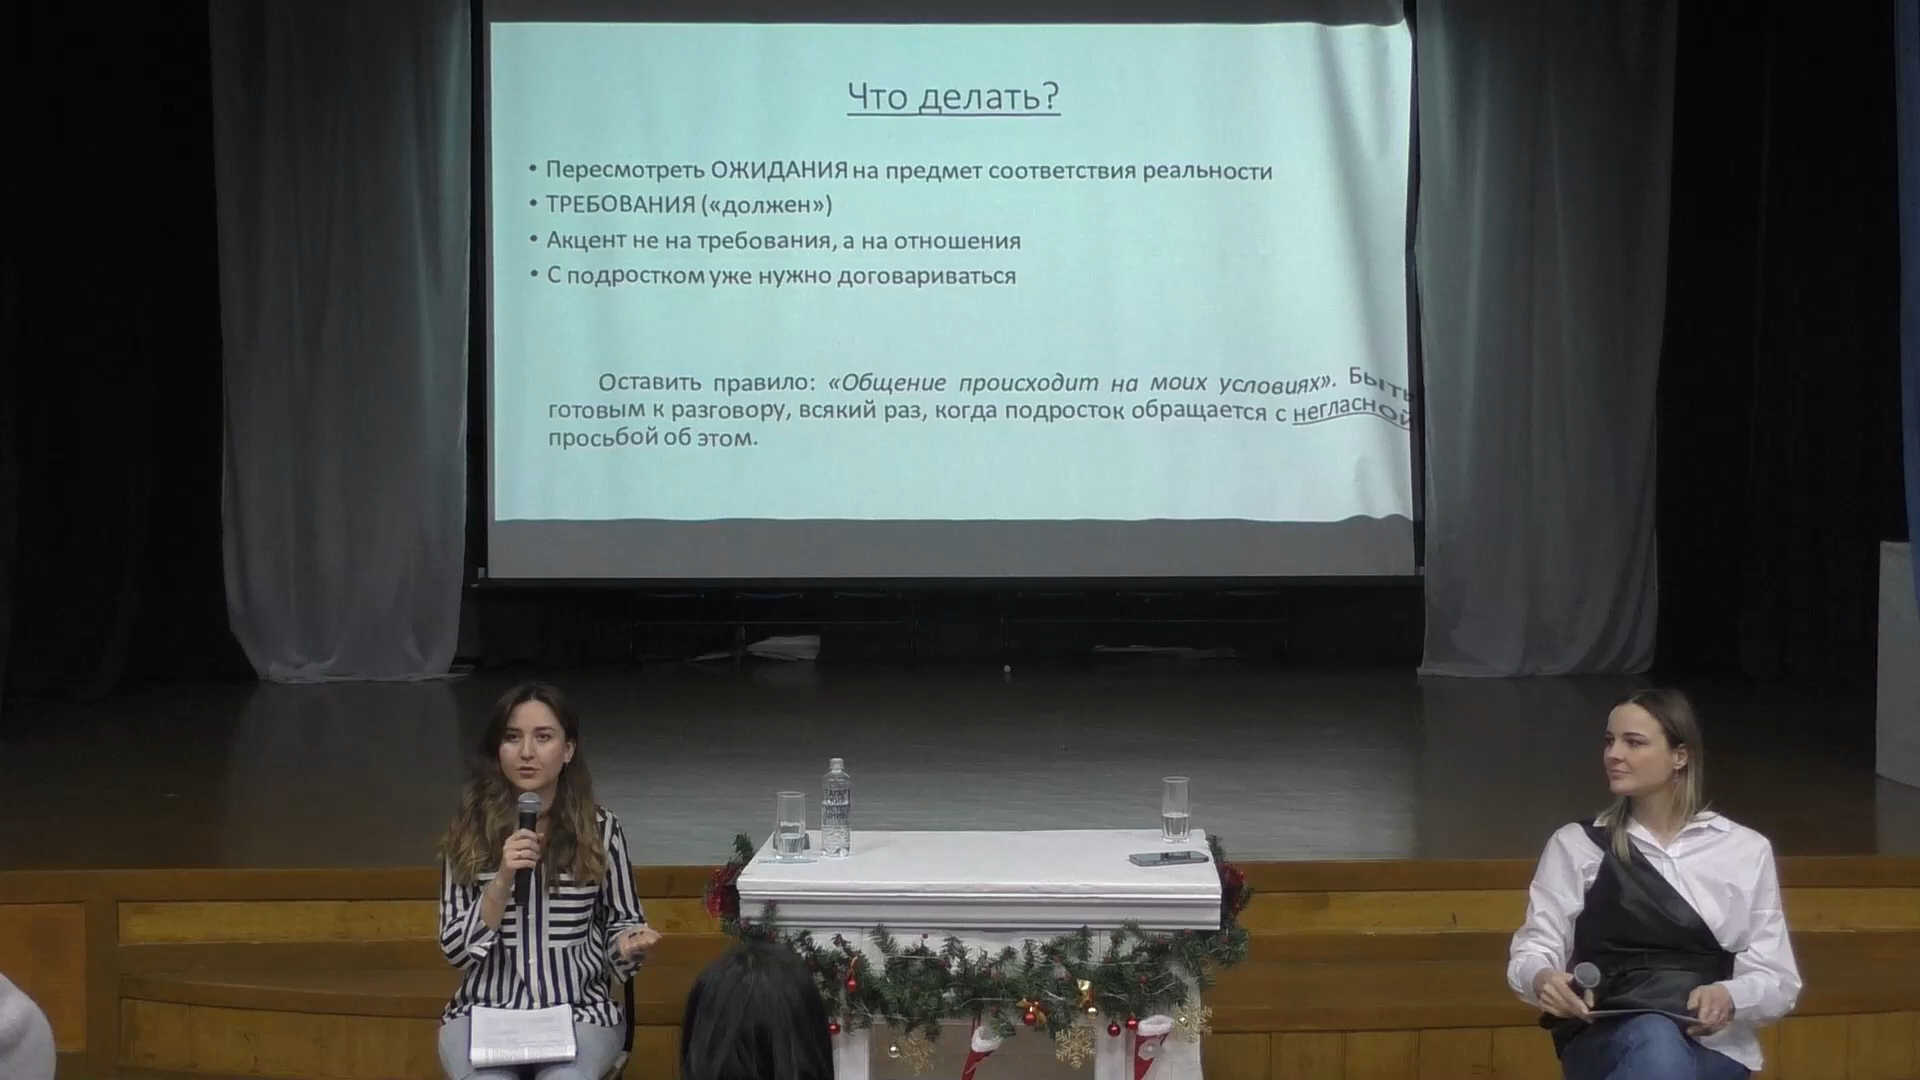 Что делать?
• Пересмотреть ОЖИДАНИЯ на предмет соответствия реальности
• ТРЕБОВАНИЯ («должен»)
• Акцент не на требования, а на отношения
• С подростком уже нужно договариваться
Оставить правило: «Общение происходит на моих условиях». Быть
готовым к разговору, всякий раз, когда подросток обращается с негласной
просьбой об этом.